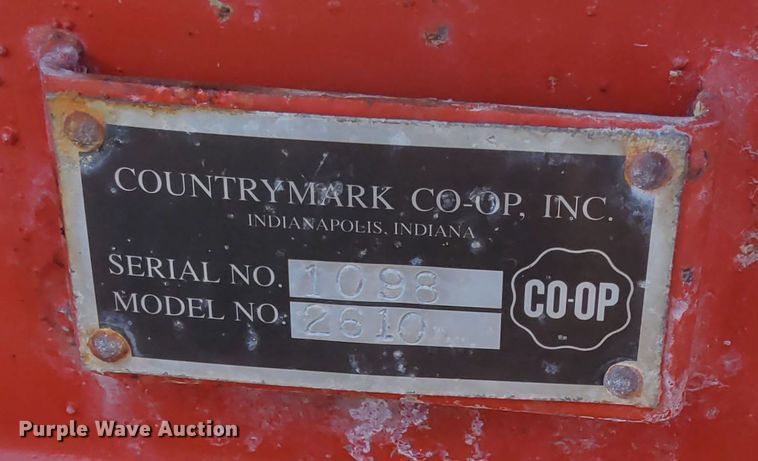 COUNTRYMARK CO-OP, INC.
INDIANAPOLIS, INDIANA
SERIAL NO. 1098
MODEL NO. 2610
CO-OP
Purple Wave Auction